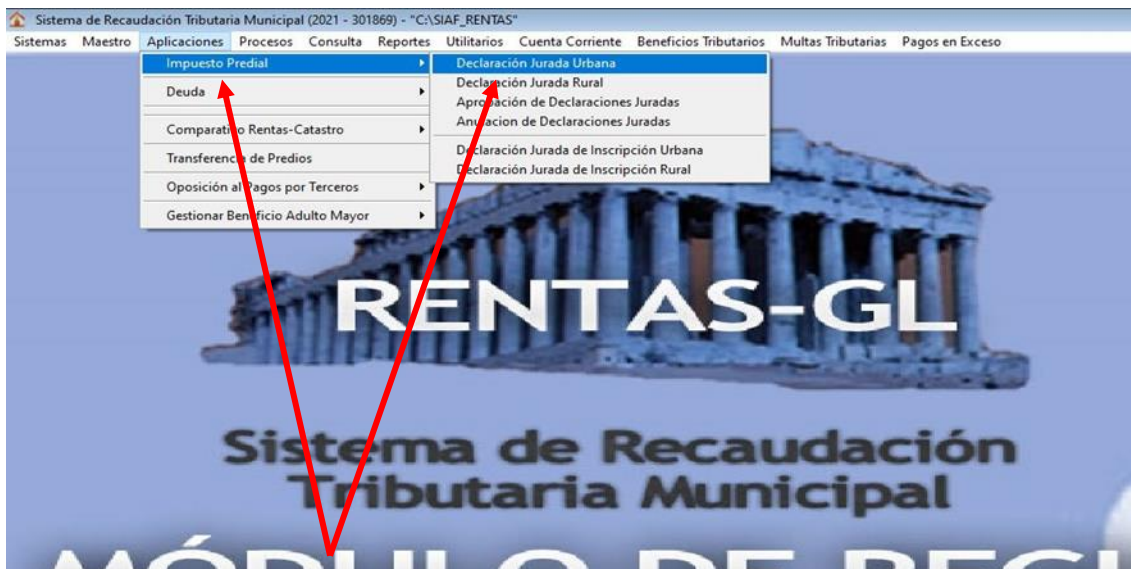 Sistema de Recaudación Tributaria Municipal (2021 - 301869) - "C:\SIAF_RENTAS"
Sistemas Maestro Aplicaciones Procesos Consulta Reportes Utilitarios Cuenta Corriente Beneficios Tributarios Multas Tributarias Pagos en Exceso
Impuesto Predial
Deuda
Comparativo Rentas-Catastro
Transferencia de Predios
Oposición al Pagos por Terceros
Gestionar Beneficio Adulto Mayor
Declaración Jurada Urbana
Declaración Jurada Rural
Aprobación de Declaraciones Juradas
Anulacion de Declaraciones Juradas
Declaración Jurada de Inscripción Urbana
Declaración Jurada de Inscripción Rural
RENTAS-GL
Sistema de Recaudación
Tributaria Municipal
MÓDULO DE REGI